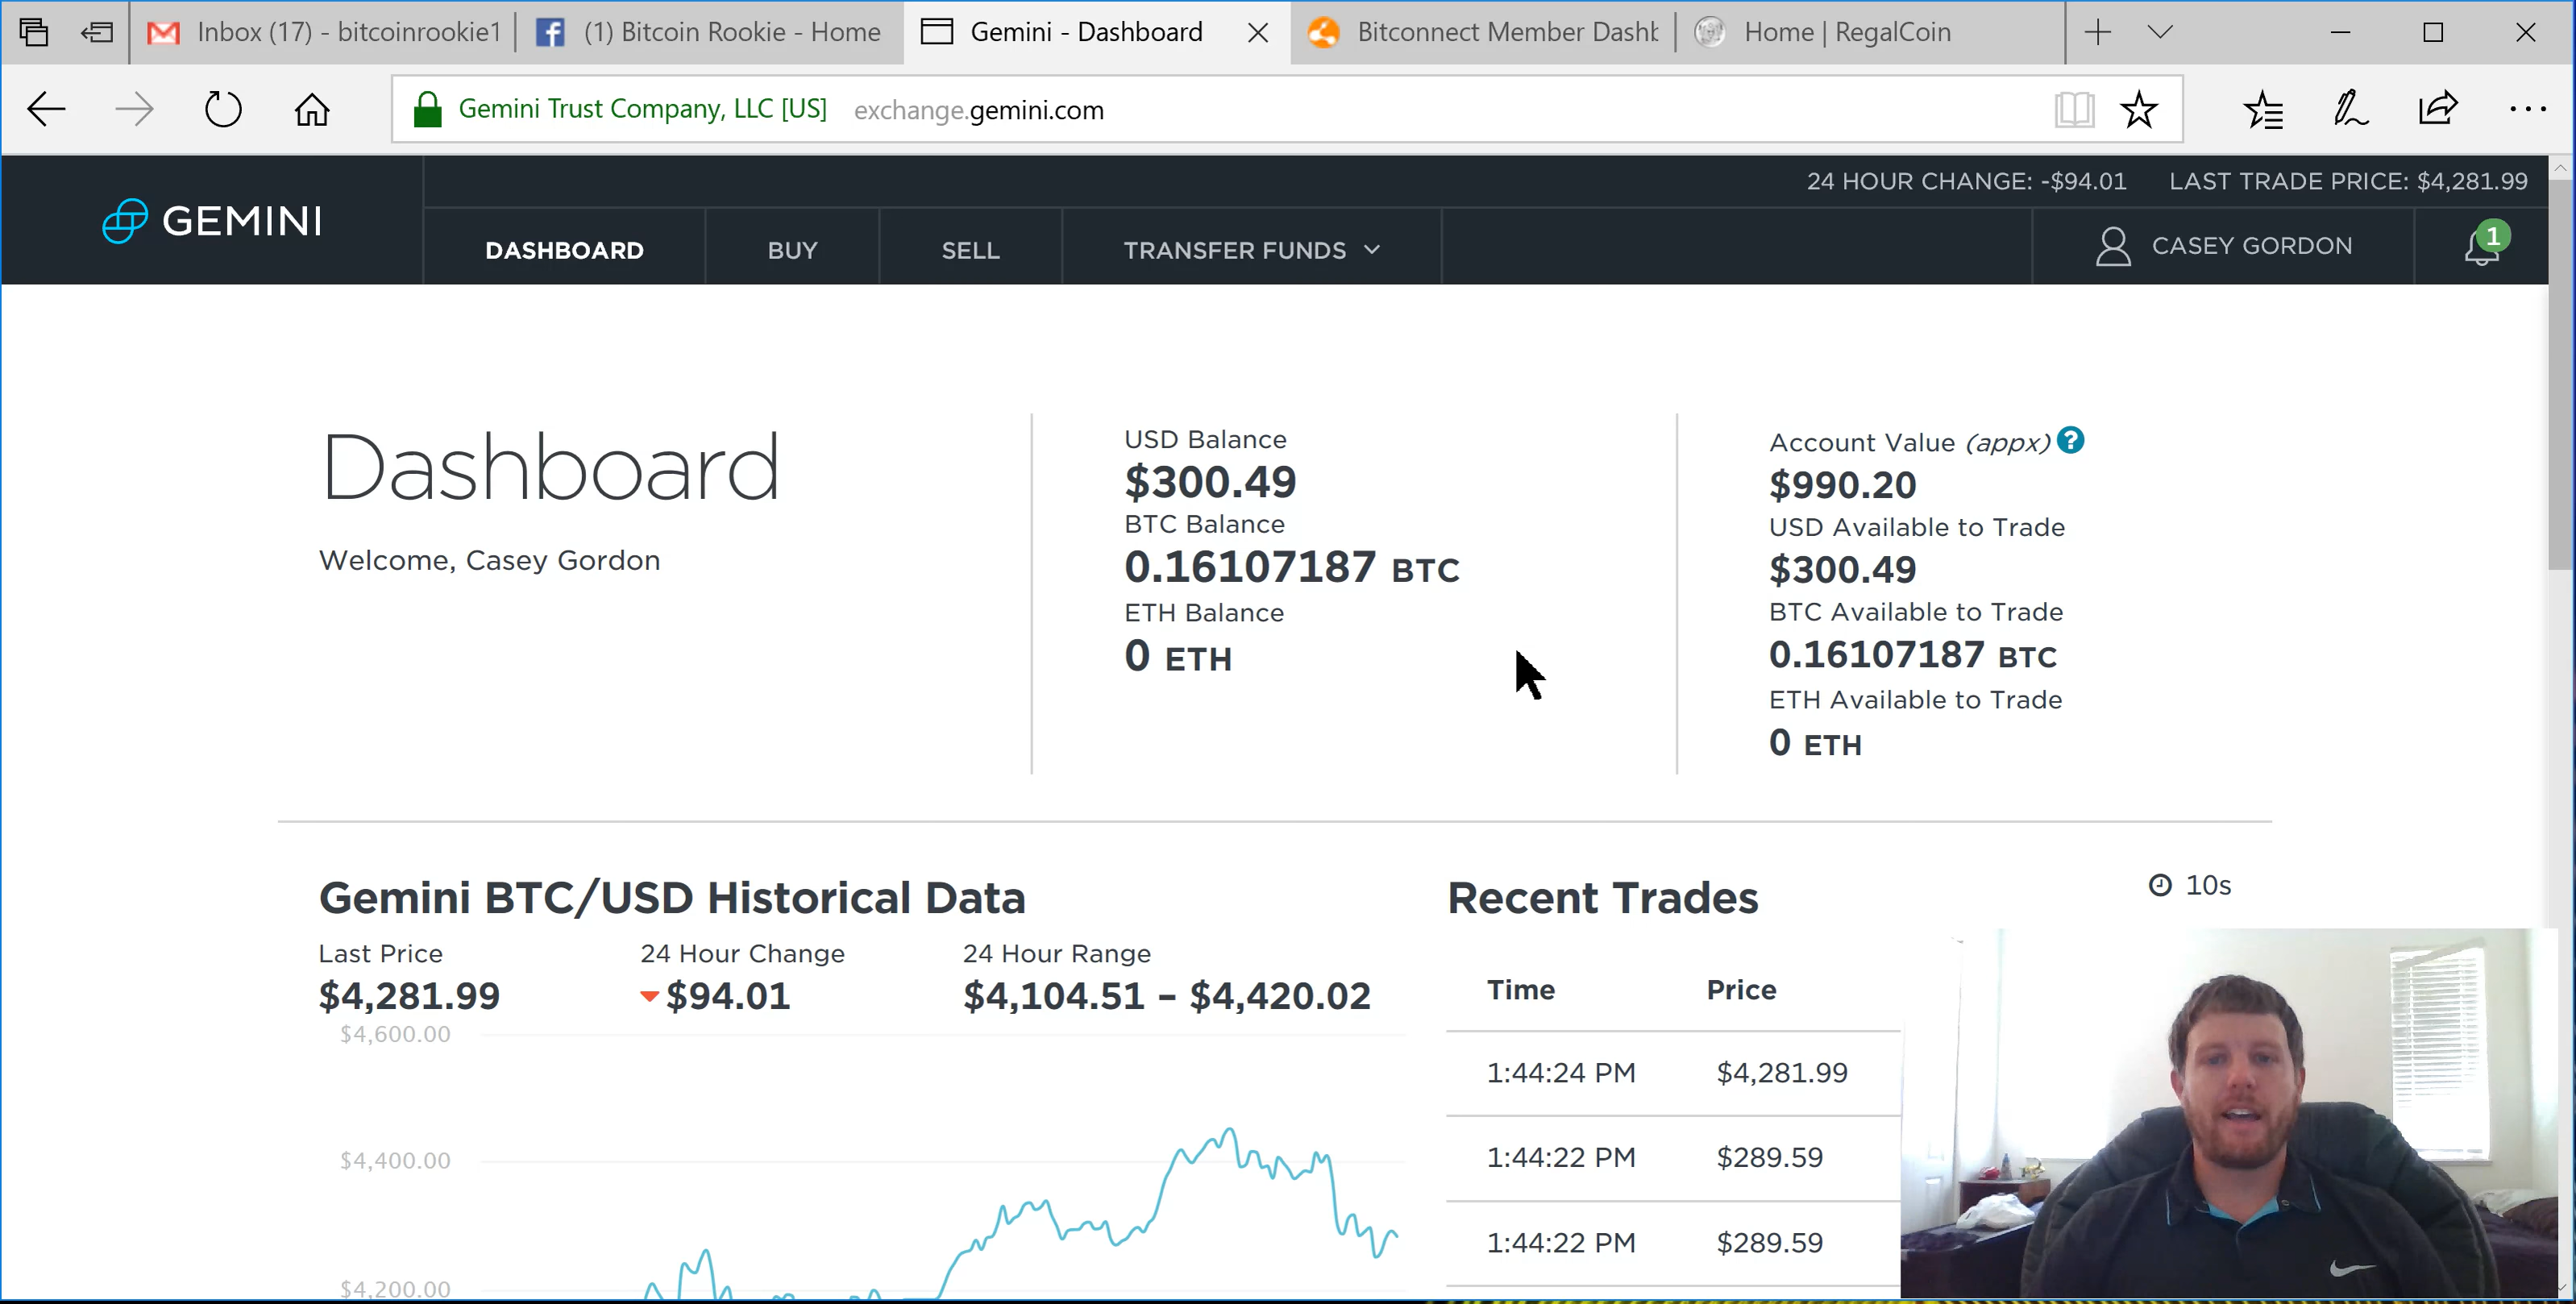 Inbox (17) - bitcoinrookie1
(1) Bitcoin Rookie - Home
Gemini - Dashboard
Bitconnect Member Dashb
Home | RegalCoin
Gemini Trust Company, LLC [US] exchange.gemini.com
24 HOUR CHANGE: -$94.01 LAST TRADE PRICE: $4,281.99
GEMINI
DASHBOARD BUY SELL TRANSFER FUNDS CASEY GORDON 1
Dashboard
Welcome, Casey Gordon
USD Balance
$300.49
BTC Balance
0.16107187 BTC
ETH Balance
0 ETH
Account Value (appx) ?
$990.20
USD Available to Trade
$300.49
BTC Available to Trade
0.16107187 BTC
ETH Available to Trade
0 ETH
Gemini BTC/USD Historical Data
Last Price 24 Hour Change 24 Hour Range
$4,281.99 $94.01 $4,104.51 – $4,420.02
$4,600.00
$4,400.00
$4,200.00
Recent Trades 10s
Time Price
1:44:24 PM $4,281.99
1:44:22 PM $289.59
1:44:22 PM $289.59